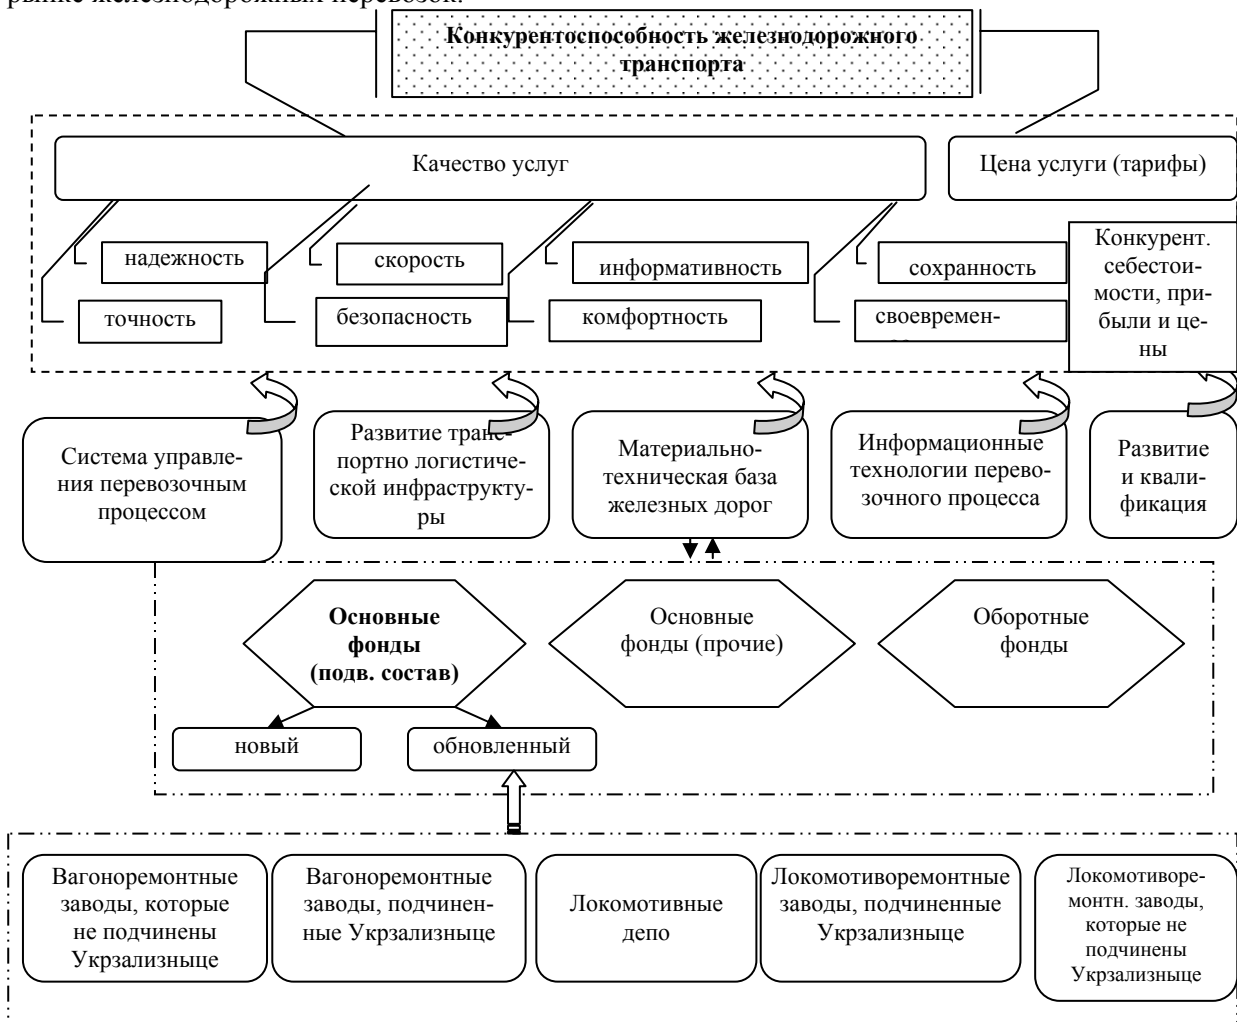 рынке железнодорожных перевозок.
Конкурентоспособность железнодорожного
транспорта
Качество услуг
Цена услуги (тарифы)
надежность
скорость
информативность
сохранность
точность
безопасность
комфортность
своевремен-
Конкурент.
себестои-
мости, при-
были и це-
ны
Система управле-
ния перевозочным
процессом
Развитие тран-
портно логистиче-
ской инфраструкту-
ры
Материально-
техническая база
железных дорог
Информационные
технологии перево-
зочного процесса
Развитие
и квали-
фикация
Основные
фонды
(подв. состав)
Основные
фонды (прочие)
Оборотные
фонды
новый
обновленный
Вагоноремонтные
заводы, которые
не подчинены
Укрзализныце
Вагоноремонтные
заводы, подчинен-
ные Укрзализныце
Локомотивные
депо
Локомотиворемонтные
заводы, подчиненные
Укрзализныце
Локомотиворе-
монтн. заводы,
которые не
подчинены
Укрзализныце